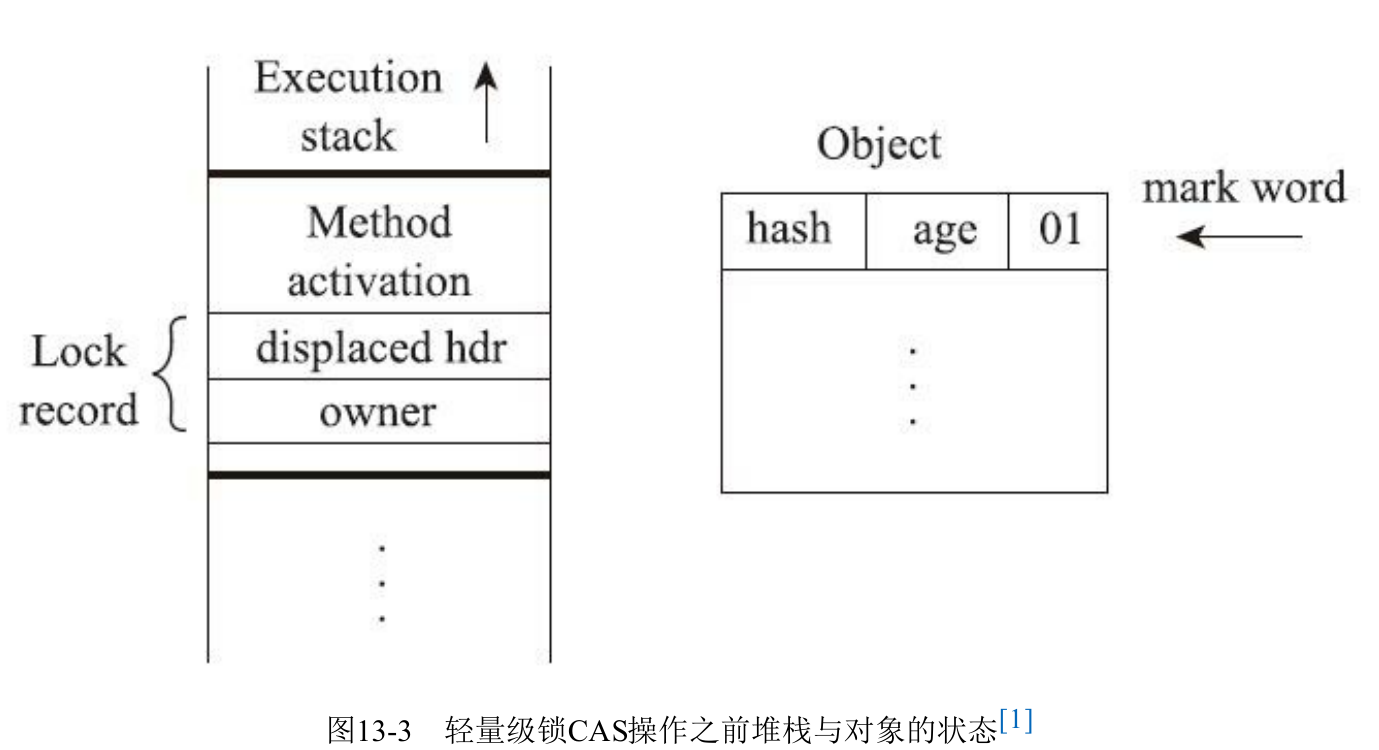 Execution
stack
Method
activation
Lock
record
displaced hdr
owner
Object
mark word
hash age 01
图13-3 轻量级锁CAS操作之前堆栈与对象的状态[1]